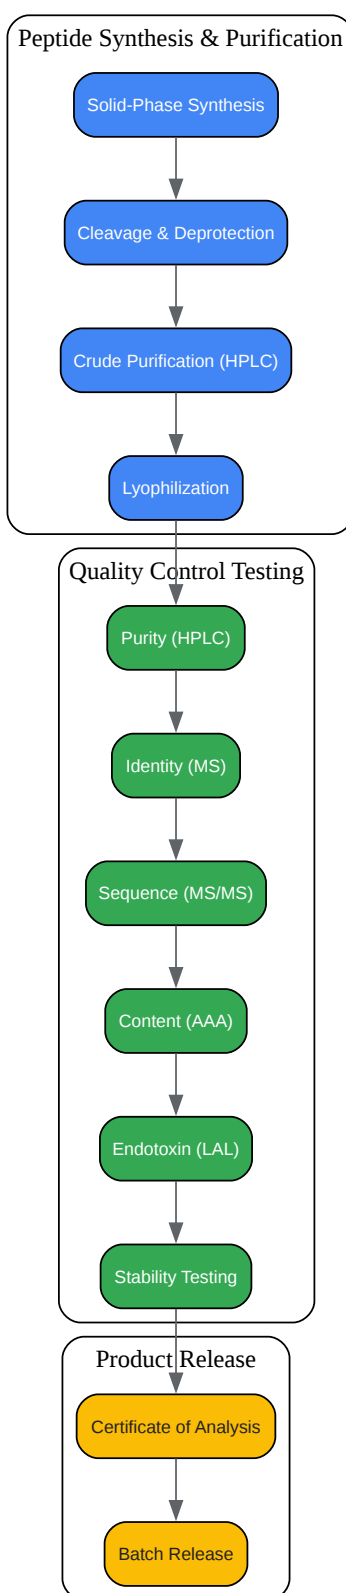 Peptide Synthesis & Purification
Solid-Phase Synthesis
Cleavage & Deprotection
Crude Purification (HPLC)
Lyophilization
Quality Control Testing
Purity (HPLC)
Identity (MS)
Sequence (MS/MS)
Content (AAA)
Endotoxin (LAL)
Stability Testing
Product Release
Certificate of Analysis
Batch Release